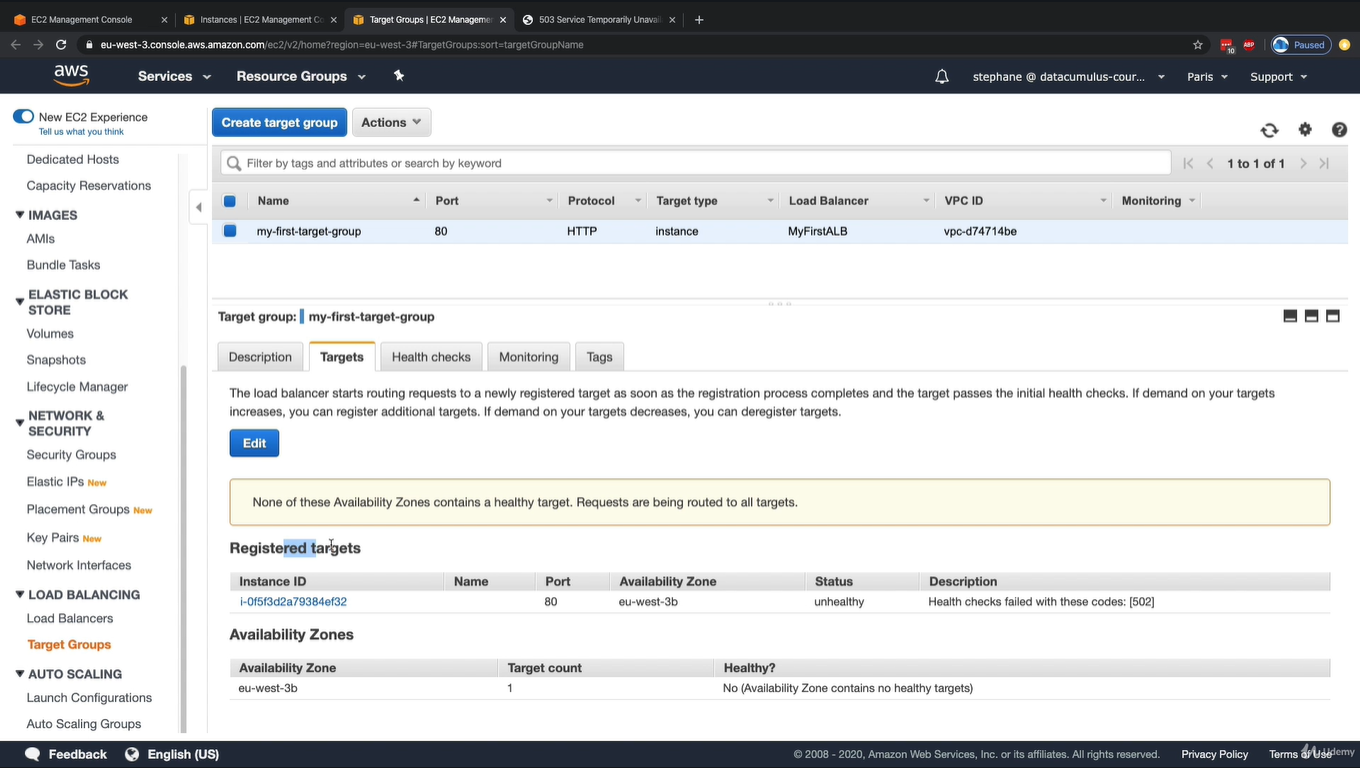 EC2 Management Console
Instances | EC2 Management Co
Target Groups | EC2 Managemen
503 Service Temporarily Unavai
eu-west-3.console.aws.amazon.com/ec2/v2/home?region=eu-west-3#TargetGroups:sort=targetGroupName
10
ABP
Paused
aws
Services
Resource Groups
stephane @ datacumulus-cour...
Paris
Support
New EC2 Experience
Tell us what you think
Dedicated Hosts
Capacity Reservations
IMAGES
AMIs
Bundle Tasks
ELASTIC BLOCK
STORE
Volumes
Snapshots
Lifecycle Manager
NETWORK &
SECURITY
Security Groups
Elastic IPs New
Placement Groups New
Key Pairs New
Network Interfaces
LOAD BALANCING
Load Balancers
Target Groups
AUTO SCALING
Launch Configurations
Auto Scaling Groups
Create target group
Actions
Filter by tags and attributes or search by keyword
1 to 1 of 1
Name Port Protocol Target type Load Balancer VPC ID Monitoring
my-first-target-group 80 HTTP instance MyFirstALB vpc-d74714be
Target group: my-first-target-group
Description Targets Health checks Monitoring Tags
The load balancer starts routing requests to a newly registered target as soon as the registration process completes and the target passes the initial health checks. If demand on your targets
increases, you can register additional targets. If demand on your targets decreases, you can deregister targets.
Edit
None of these Availability Zones contains a healthy target. Requests are being routed to all targets.
Registered targets
Instance ID Name Port Availability Zone Status Description
i-0f5f3d2a79384ef32 80 eu-west-3b unhealthy Health checks failed with these codes: [502]
Availability Zones
Availability Zone Target count Healthy?
eu-west-3b 1 No (Availability Zone contains no healthy targets)
Feedback
English (US)
© 2008 - 2020, Amazon Web Services, Inc. or its affiliates. All rights reserved.
Privacy Policy
Terms of Use
Udemy